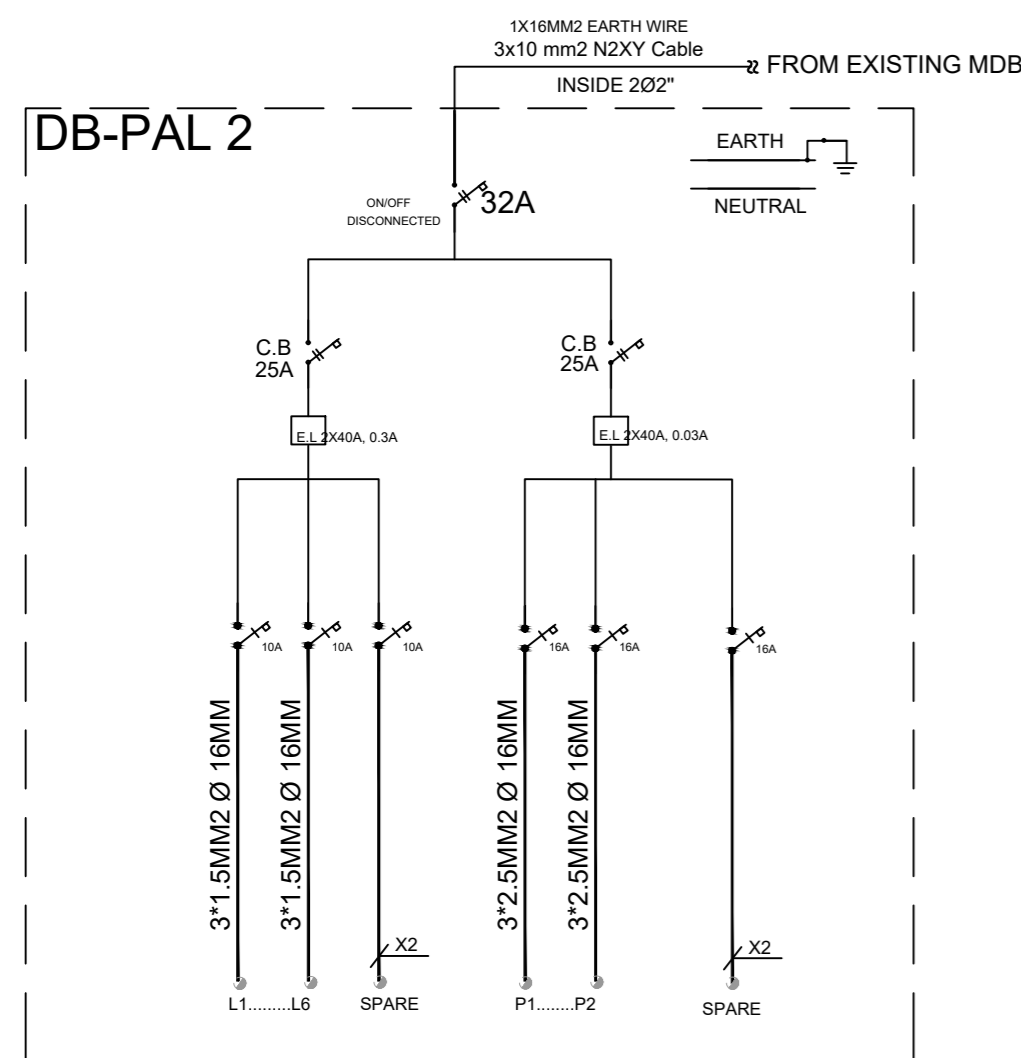 1X16MM2 EARTH WIRE
3x10 mm2 N2XY Cable
FROM EXISTING MDB
INSIDE 2Ø2"
DB-PAL 2
EARTH
NEUTRAL
ON/OFF
DISCONNECTED
32A
C.B
25A
C.B
25A
E.L 2X40A, 0.3A
E.L 2X40A, 0.03A
10A
10A
10A
16A
16A
16A
3*1.5MM2 Ø 16MM
3*1.5MM2 Ø 16MM
3*2.5MM2 Ø 16MM
3*2.5MM2 Ø 16MM
X2
X2
L1.........L6
SPARE
P1........P2
SPARE